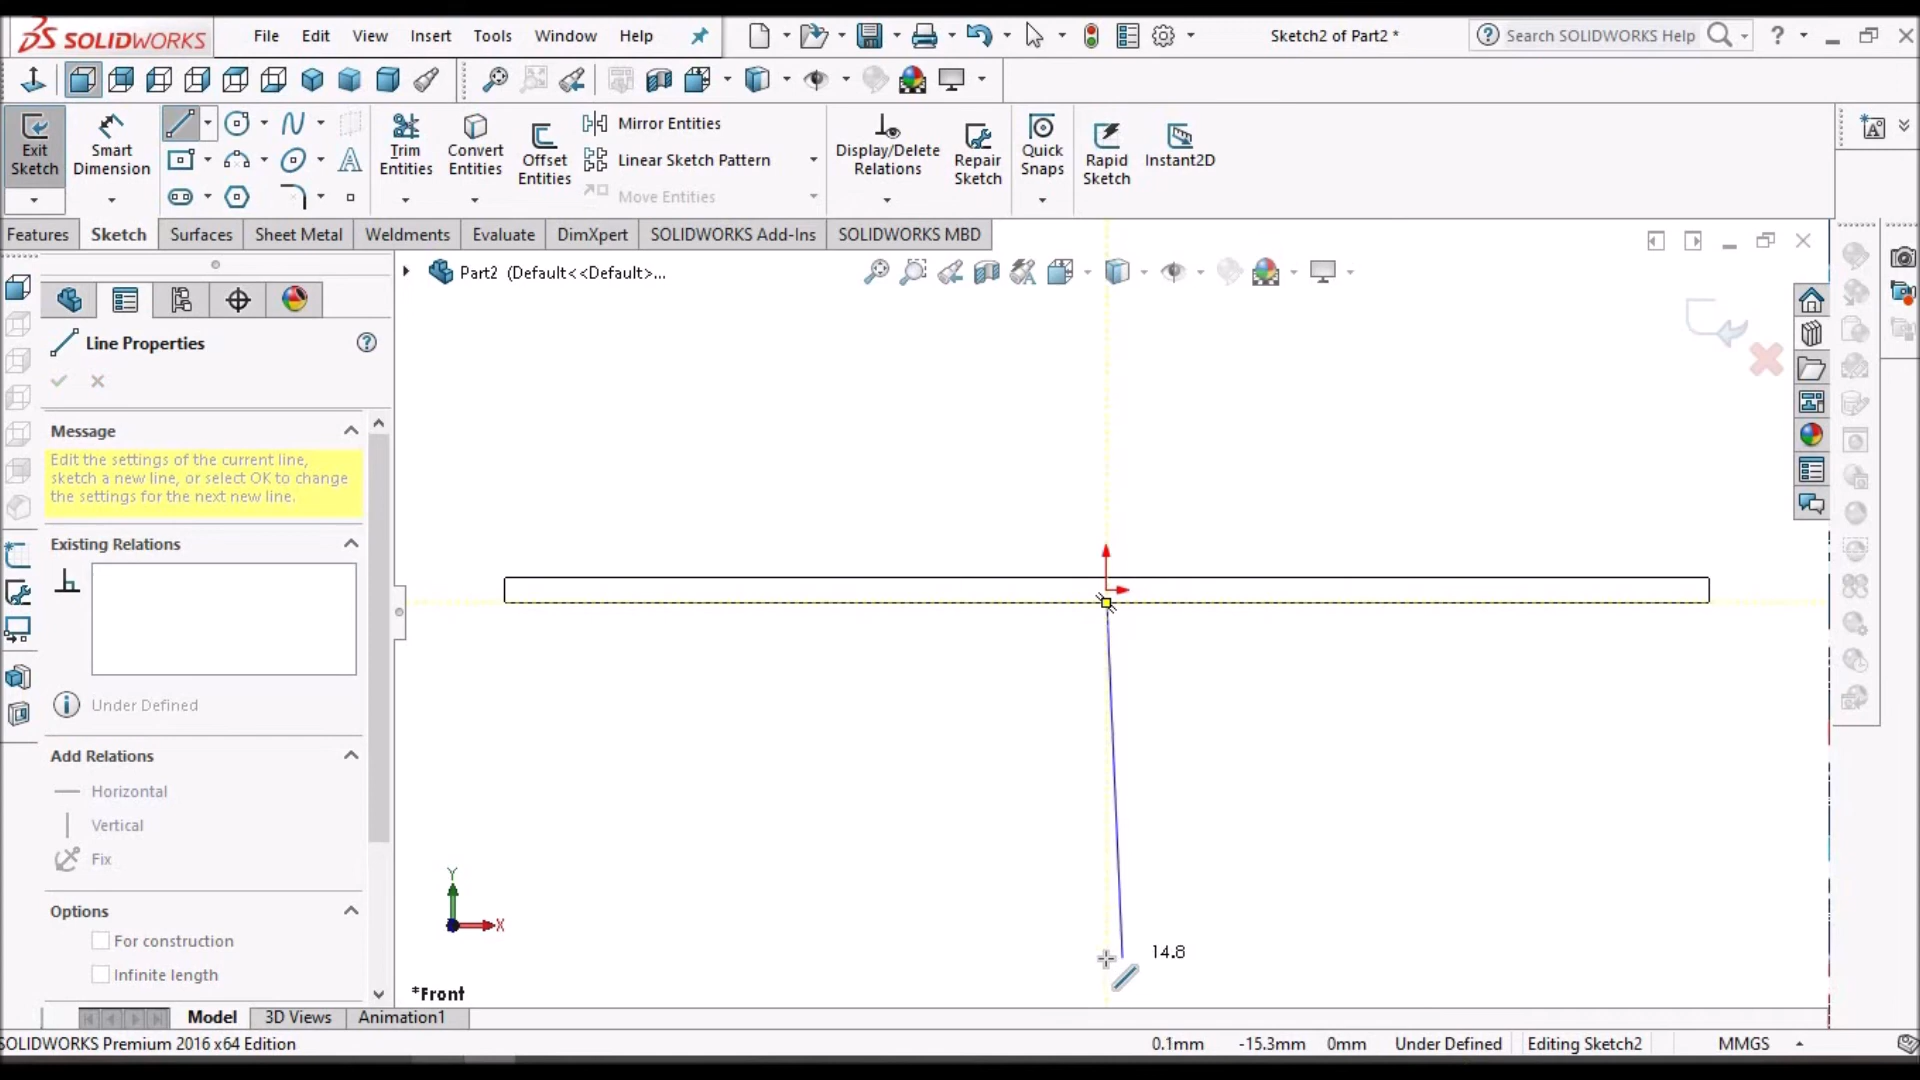 SOLIDWORKS File Edit View Insert Tools Window Help Sketch2 of Part2 * Search SOLIDWORKS Help ?
Exit Sketch
Smart Dimension
Trim Entities
Convert Entities
Offset Entities
Mirror Entities
Linear Sketch Pattern
Move Entities
Display/Delete Relations
Repair Sketch
Quick Snaps
Rapid Sketch
Instant2D
Features Sketch Surfaces Sheet Metal Weldments Evaluate DimXpert SOLIDWORKS Add-Ins SOLIDWORKS MBD
Part2 (Default<<Default>...
Line Properties
Message
Edit the settings of the current line,
sketch a new line, or select OK to change
the settings for the next new line.
Existing Relations
Under Defined
Add Relations
Horizontal
Vertical
Fix
Options
For construction
Infinite length
Y
X
14.8
*Front
Model 3D Views Animation1
SOLIDWORKS Premium 2016 x64 Edition 0.1mm -15.3mm 0mm Under Defined Editing Sketch2 MMGS